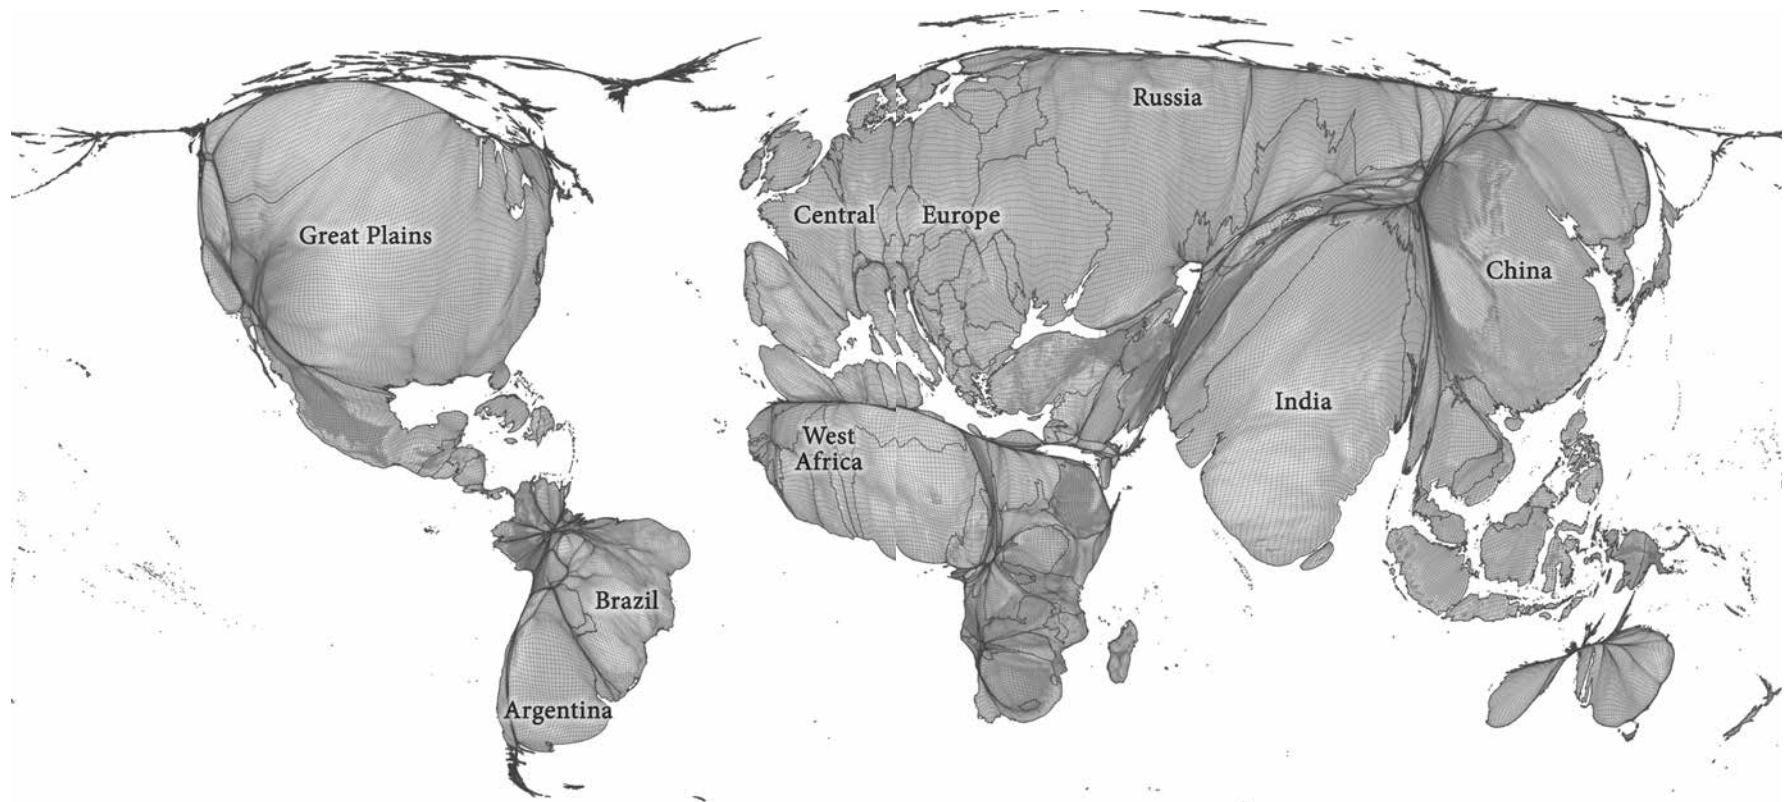 Russia
Central Europe
Great Plains
China
India
West
Africa
Brazil
Argentina